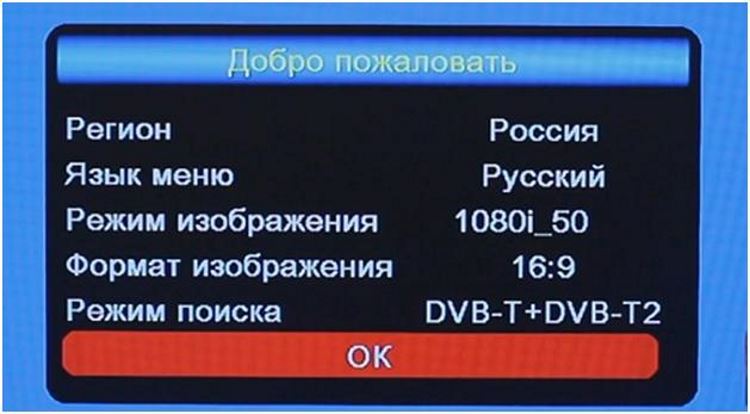 Добро пожаловать
Регион Россия
Язык меню Русский
Режим изображения 1080i_50
Формат изображения 16:9
Режим поиска DVB-T+DVB-T2
OK